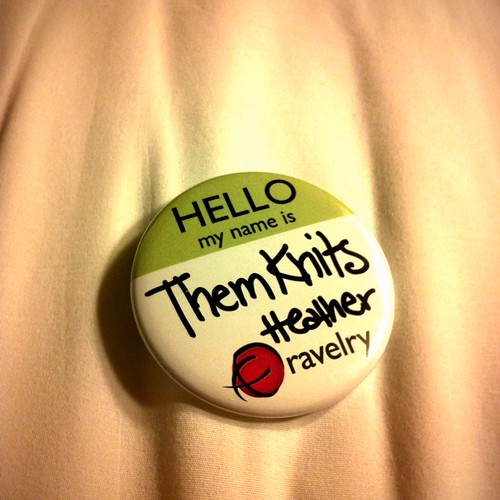 HELLO
my name is
ThemKnits
Heather
ravelry